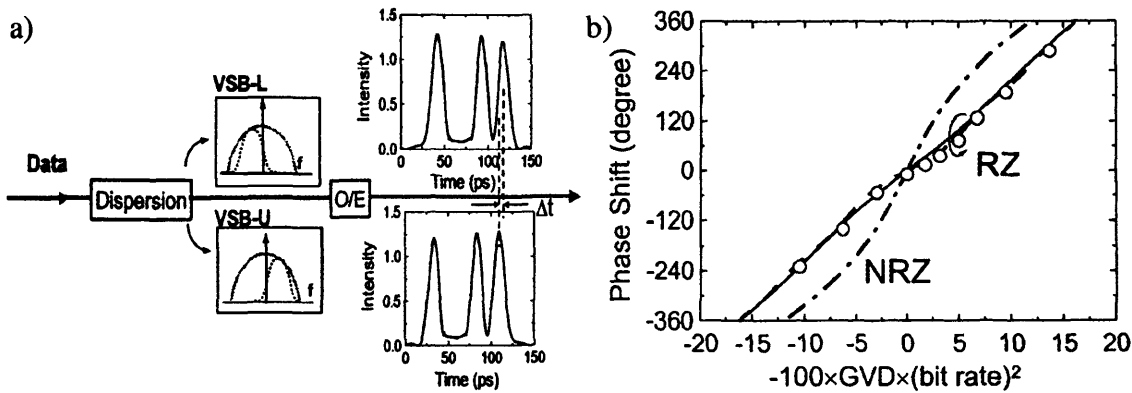 a)
VSB-L
f
Data
Dispersion
VSB-U
f
O/E
Δt
Intensity
1.5
1.0
0.5
0.0
0 50 100 150
Time (ps)
Intensity
1.5
1.0
0.5
0.0
0 50 100 150
Time (ps)
b)
Phase Shift (degree)
360
240
120
0
-120
-240
-360
RZ
NRZ
-20 -15 -10 -5 0 5 10 15 20
-100×GVD×(bit rate)²